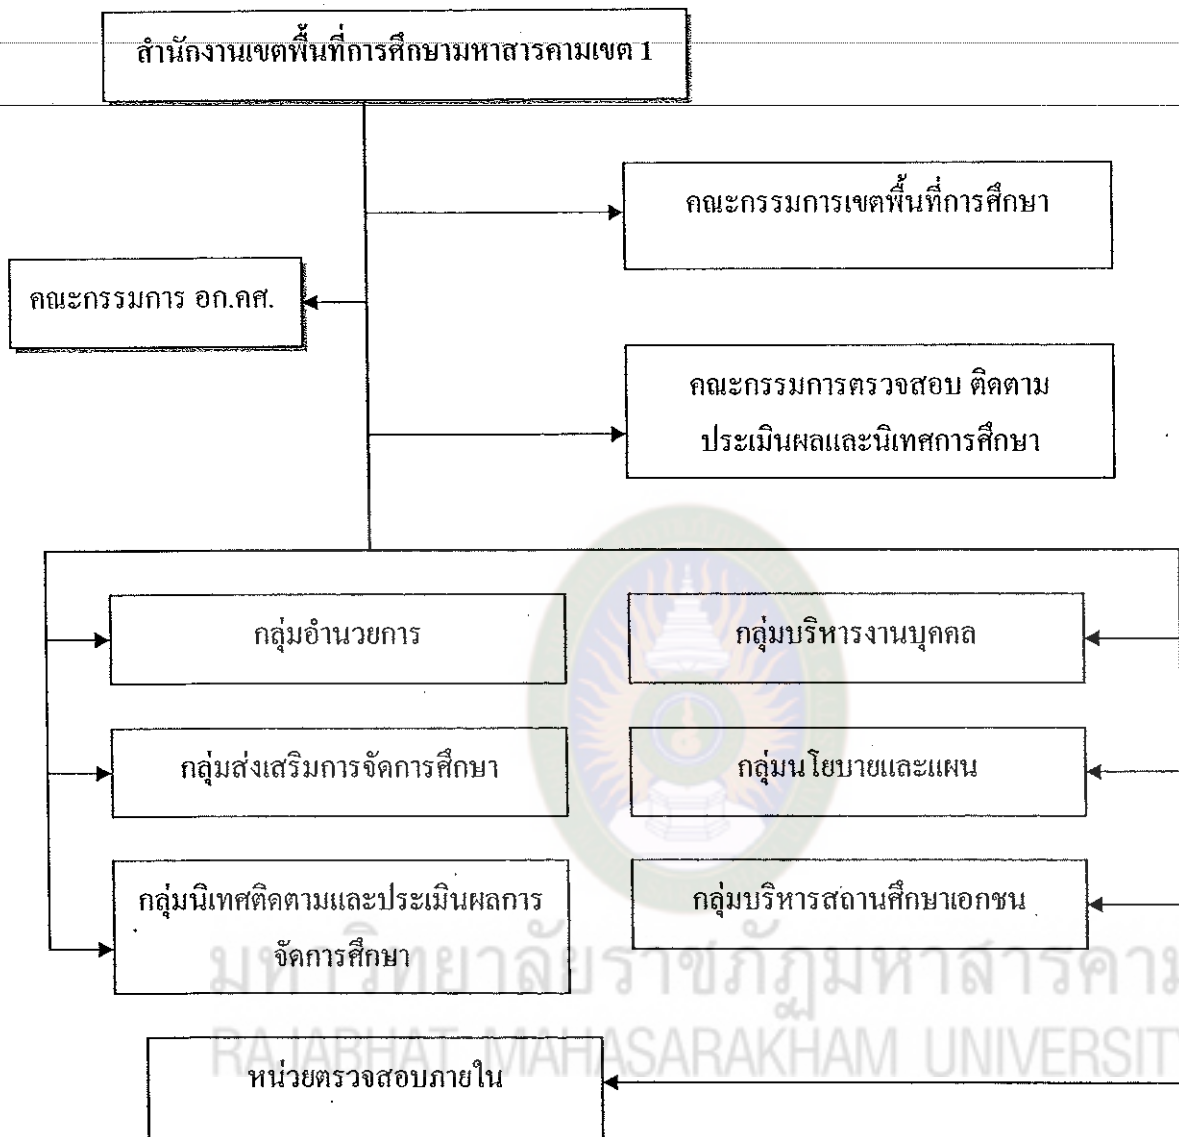 สำนักงานเขตพื้นที่การศึกษามหาสารคามเขต 1
คณะกรรมการเขตพื้นที่การศึกษา
คณะกรรมการ อก.คศ.
คณะกรรมการตรวจสอบ ติดตาม
ประเมินผลและนิเทศการศึกษา
กลุ่มอำนวยการ
กลุ่มบริหารงานบุคคล
กลุ่มส่งเสริมการจัดการศึกษา
กลุ่มนโยบายและแผน
กลุ่มนิเทศติดตามและประเมินผลการ
จัดการศึกษา
กลุ่มบริหารสถานศึกษาเอกชน
มหาวิทยาลัยราชภัฏมหาสารคาม
RAJABHAT MAHASARAKHAM UNIVERSITY
หน่วยตรวจสอบภายใน